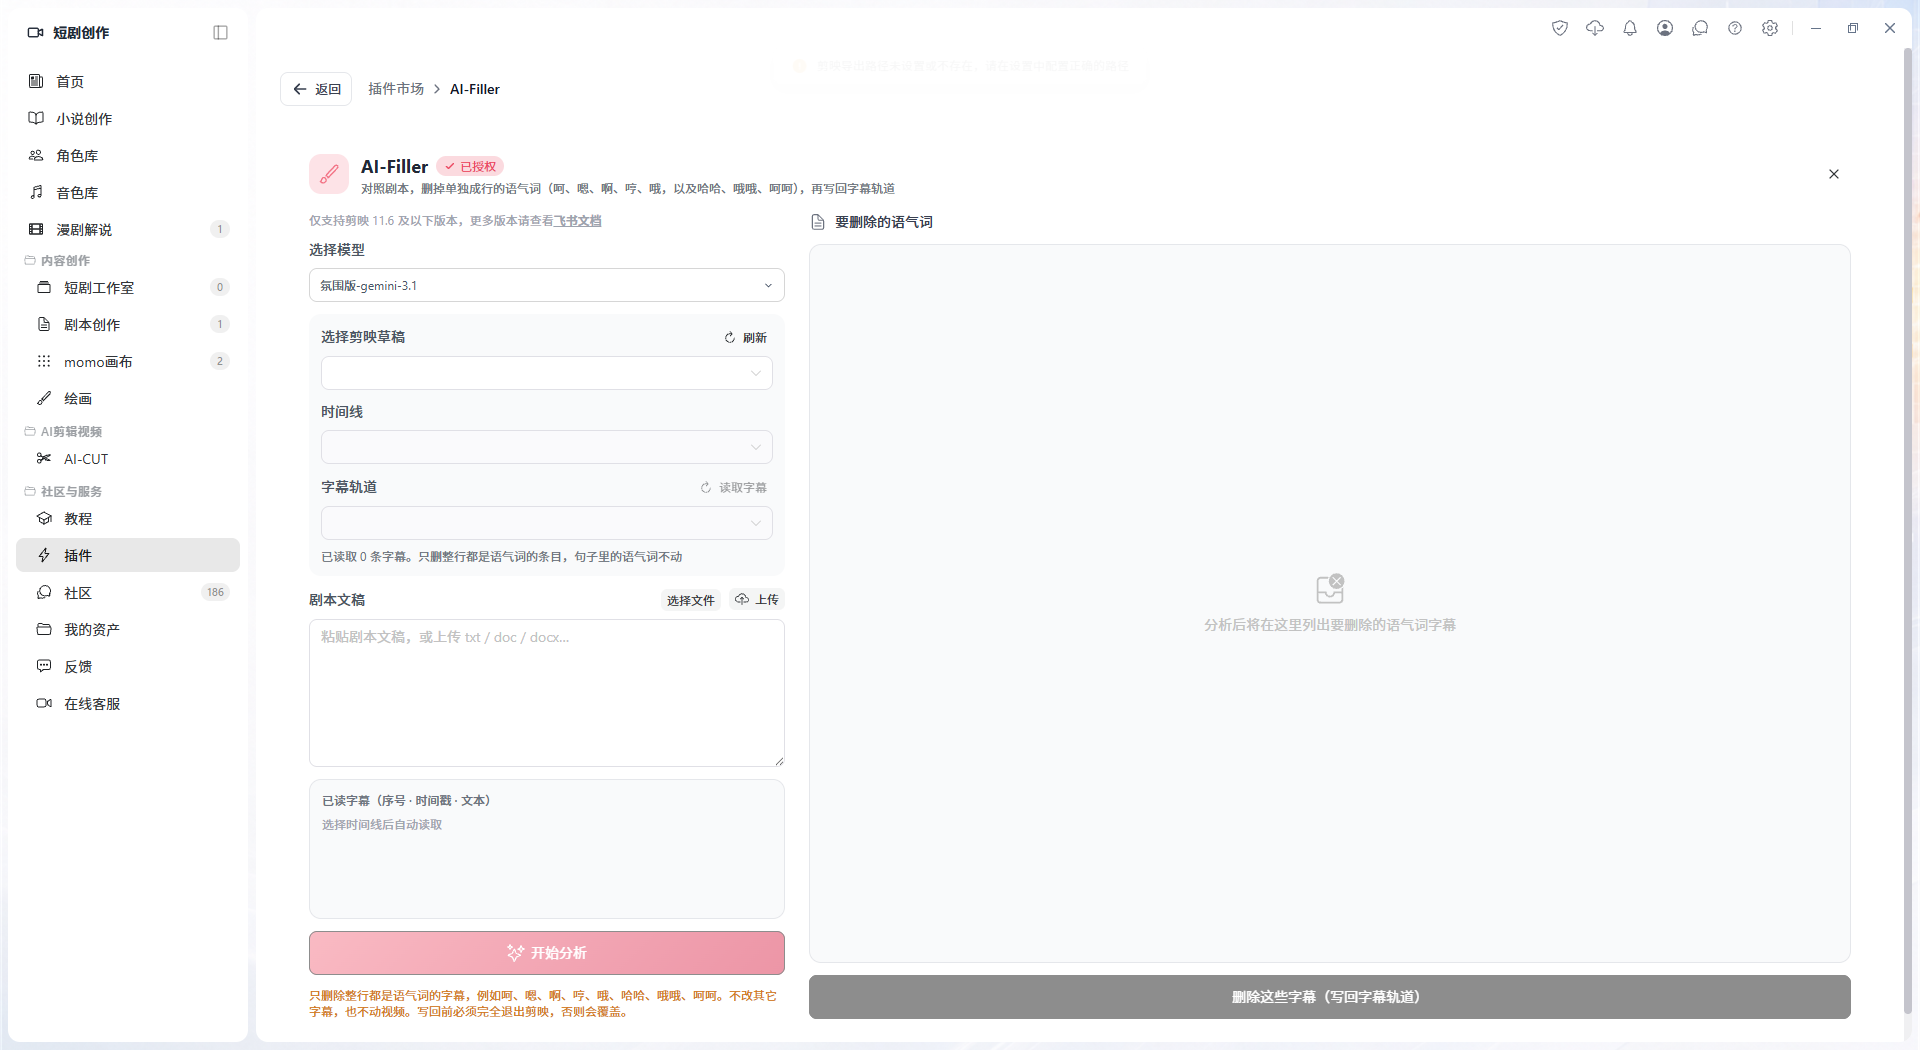 短剧创作
首页
小说创作
角色库
音色库
漫剧解说 1
内容创作
短剧工作室 0
剧本创作 1
momo画布 2
绘画
AI剪辑视频
AI-CUT
社区与服务
教程
插件
社区 186
我的资产
反馈
在线客服
返回 插件市场 > AI-Filler
AI-Filler 已授权
对照剧本，删掉单独成行的语气词（呵、嗯、啊、哼、哦，以及哈哈、哦哦、呵呵），再写回字幕轨道
仅支持剪映 11.6 及以下版本，更多版本请查看飞书文档
选择模型
氛围版-gemini-3.1
选择剪映草稿 刷新
时间线
字幕轨道 读取字幕
已读取 0 条字幕。只删整行都是语气词的条目，句子里的语气词不动
剧本文稿 选择文件 上传
粘贴剧本文稿，或上传 txt / doc / docx...
已读字幕（序号 · 时间戳 · 文本）
选择时间线后自动读取
开始分析
只删除整行都是语气词的字幕，例如呵、嗯、啊、哼、哦、哈哈、哦哦、呵呵。不改其它
字幕，也不动视频。写回前必须完全退出剪映，否则会覆盖。
要删除的语气词
分析后将在这里列出要删除的语气词字幕
删除这些字幕（写回字幕轨道）